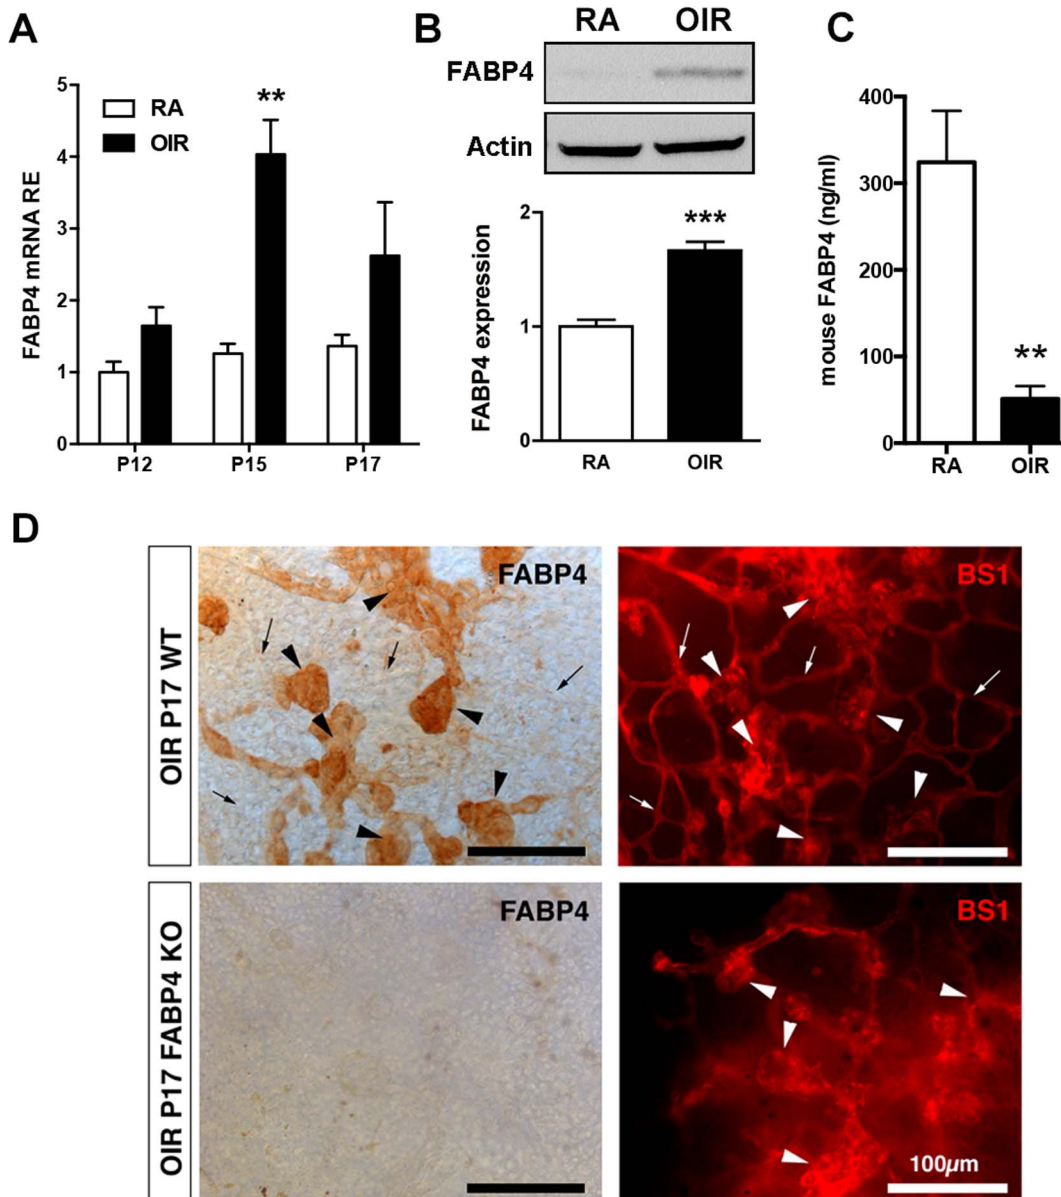 A
5
4
3
2
1
0
FABP4 mRNA RE
RA
OIR
**
P12
P15
P17
B
RA OIR
FABP4
Actin
2
1
0
FABP4 expression
***
RA
OIR
C
400
300
200
100
0
mouse FABP4 (ng/ml)
**
RA
OIR
D
OIR P17 WT
FABP4
BS1
OIR P17 FABP4 KO
FABP4
BS1
100µm